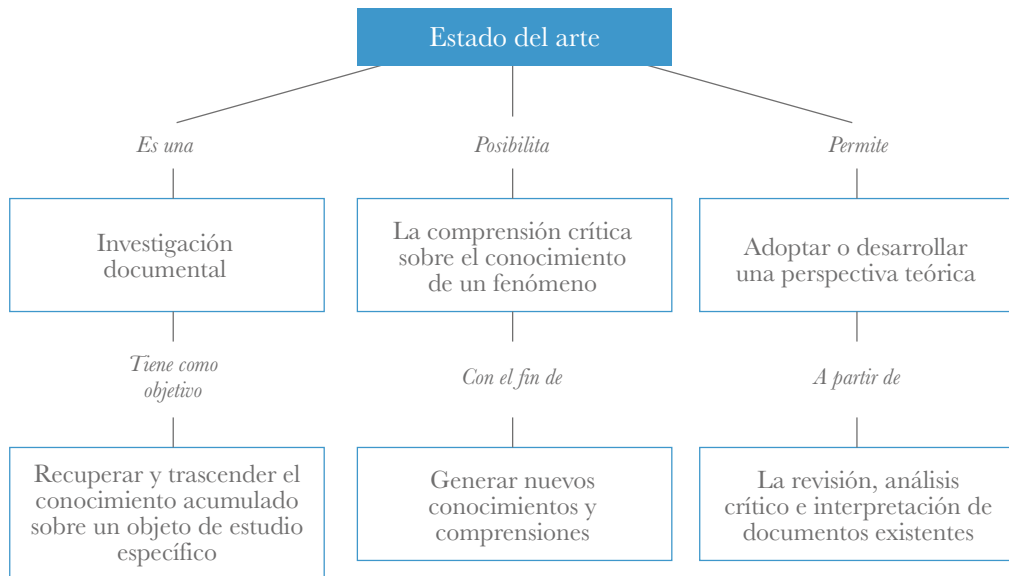 Estado del arte
Es una
Posibilita
Permite
Investigación
documental
La comprensión crítica
sobre el conocimiento
de un fenómeno
Adoptar o desarrollar
una perspectiva teórica
Tiene como
objetivo
Con el fin de
A partir de
Recuperar y trascender el
conocimiento acumulado
sobre un objeto de estudio
específico
Generar nuevos
conocimientos y
comprensiones
La revisión, análisis
crítico e interpretación de
documentos existentes